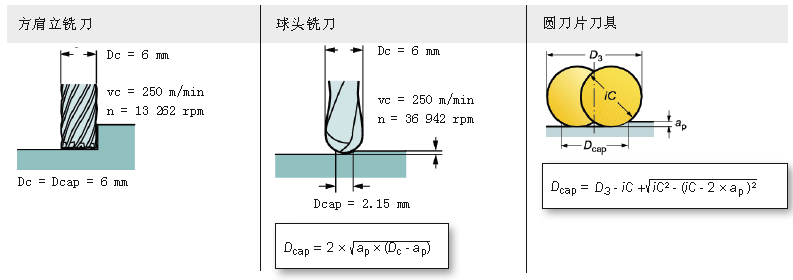 方肩立铣刀
Dc = 6 mm
vc = 250 m/min
n = 13 262 rpm
Dc = Dcap = 6 mm
球头铣刀
Dc = 6 mm
vc = 250 m/min
n = 36 942 rpm
Dcap = 2.15 mm
Dcap = 2 × √ap × (Dc - ap)
圆刀片刀具
D3
iC
ap
Dcap
Dcap = D3 - iC + √iC² - (iC - 2 × ap)²